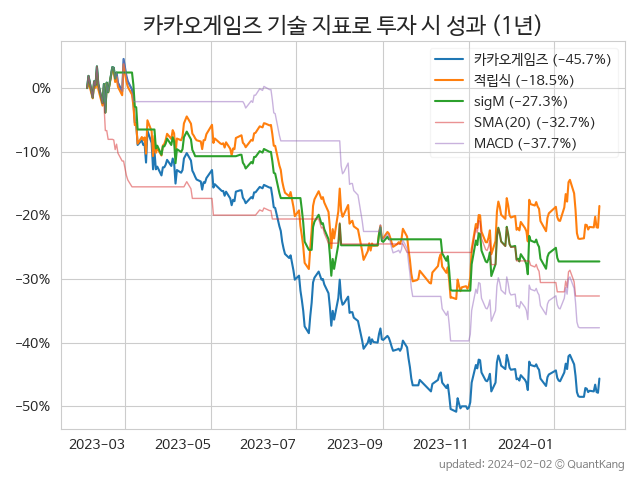 카카오게임즈 기술 지표로 투자 시 성과 (1년)
카카오게임즈 (−45.7%)
적립식 (−18.5%)
sigM (−27.3%)
SMA(20) (−32.7%)
MACD (−37.7%)
0%
−10%
−20%
−30%
−40%
−50%
2023-03 2023-05 2023-07 2023-09 2023-11 2024-01
updated: 2024-02-02 © QuantKang